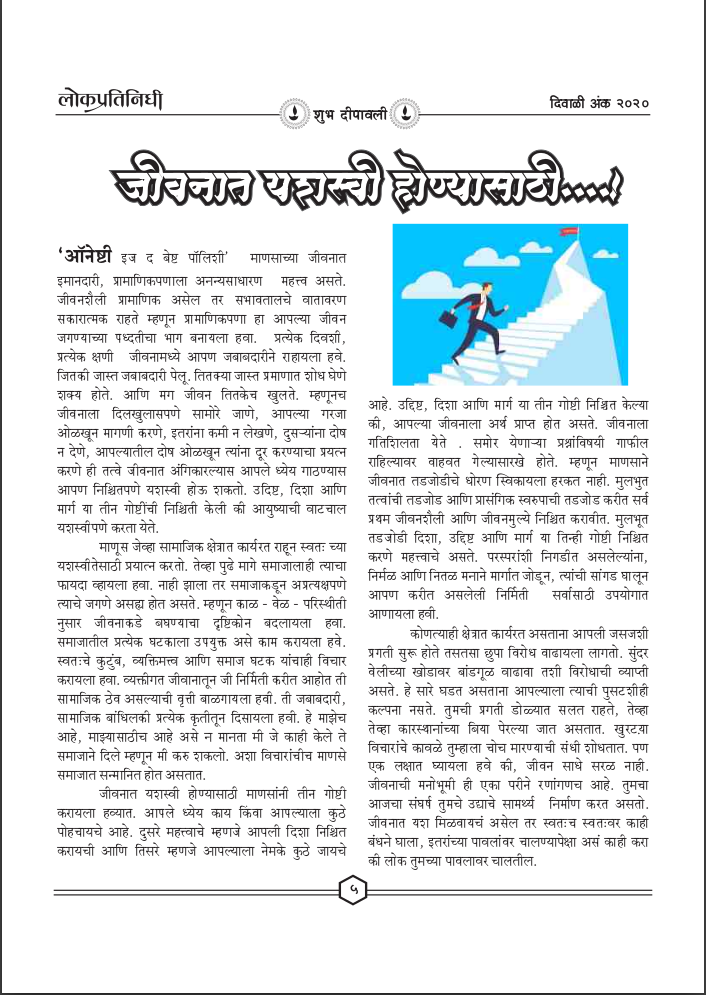 लोकप्रतिनिधी
शुभ दीपावली
दिवाळी अंक २०२०
जीवनात यशस्वी होण्यासाठी....!
‘ऑनेष्टी इज द बेष्ट पॉलिशी’ माणसाच्या जीवनात
इमानदारी, प्रामाणिकपणाला अनन्यसाधारण महत्त्व असते.
जीवनशैली प्रामाणिक असेल तर सभावतालचे वातावरण
सकारात्मक राहते म्हणून प्रामाणिकपणा हा आपल्या जीवन
जगण्याच्या पध्दतीचा भाग बनायला हवा. प्रत्येक दिवशी,
प्रत्येक क्षणी जीवनामध्ये आपण जबाबदारीने राहायला हवे.
जितकी जास्त जबाबदारी पेलू. तितक्या जास्त प्रमाणात शोध घेणे
शक्य होते. आणि मग जीवन तितकेच खुलते. म्हणूनच
जीवनाला दिलखुलासपणे सामोरे जाणे, आपल्या गरजा
ओळखून मागणी करणे, इतरांना कमी न लेखणे, दुसऱ्यांना दोष
न देणे, आपल्यातील दोष ओळखून त्यांना दूर करण्याचा प्रयत्न
करणे ही तत्वे जीवनात अंगिकारल्यास आपले ध्येय गाठण्यास
आपण निश्चितपणे यशस्वी होऊ शकतो. उदिष्ट, दिशा आणि
मार्ग या तीन गोष्टींची निश्चिती केली की आयुष्याची वाटचाल
यशस्वीपणे करता येते.
माणूस जेव्हा सामाजिक क्षेत्रात कार्यरत राहून स्वतः च्या
यशस्वीतेसाठी प्रयात्न करतो. तेव्हा पुढे मागे समाजालाही त्याचा
फायदा व्हायला हवा. नाही झाला तर समाजाकडून अप्रत्यक्षपणे
त्याचे जगणे असह्य होत असते. म्हणून काळ - वेळ - परिस्थीती
नुसार जीवनाकडे बघण्याचा दृष्टिकोन बदलायला हवा.
समाजातील प्रत्येक घटकाला उपयुक्त असे काम करायला हवे.
स्वतःचे कुटुंब, व्यक्तिमत्त्व आणि समाज घटक यांचाही विचार
करायला हवा. व्यक्तीगत जीवानातून जी निर्मिती करीत आहोत ती
सामाजिक ठेव असल्याची वृत्ती बाळगायला हवी. ती जबाबदारी,
सामाजिक बांधिलकी प्रत्येक कृतीतून दिसायला हवी. हे माझेच
आहे, माझ्यासाठीच आहे असे न मानता मी जे काही केले ते
समाजाने दिले म्हणून मी करु शकलो. अशा विचारांचीच माणसे
समाजात सन्मानित होत असतात.
जीवनात यशस्वी होण्यासाठी माणसांनी तीन गोष्टी
करायला हव्यात. आपले ध्येय काय किंवा आपल्याला कुठे
पोहचायचे आहे. दुसरे महत्त्वाचे म्हणजे आपली दिशा निश्चित
करायची आणि तिसरे म्हणजे आपल्याला नेमके कुठे जायचे
आहे. उद्दिष्ट, दिशा आणि मार्ग या तीन गोष्टी निश्चित केल्या
की, आपल्या जीवनाला अर्थ प्राप्त होत असते. जीवनाला
गतिशिलता येते . समोर येणाऱ्या प्रश्नांविषयी गाफील
राहिल्यावर वाहवत गेल्यासारखे होते. म्हणून माणसाने
जीवनात तडजोडीचे धोरण स्विकायला हरकत नाही. मुलभुत
तत्वांची तडजोड आणि प्रासंगिक स्वरुपाची तडजोड करीत सर्व
प्रथम जीवनशैली आणि जीवनमुल्ये निश्चित करावीत. मुलभूत
तडजोडी दिशा, उद्दिष्ट आणि मार्ग या तिन्ही गोष्टी निश्चित
करणे महत्त्वाचे असते. परस्परांशी निगडीत असलेल्यांना,
निर्मळ आणि नितळ मनाने मार्गात जोडून, त्यांची सांगड घालून
आपण करीत असलेली निर्मिती सर्वासाठी उपयोगात
आणायला हवी.
कोणत्याही क्षेत्रात कार्यरत असताना आपली जसजशी
प्रगती सुरू होते तसतसा छुपा विरोध वाढायला लागतो. सुंदर
वेलीच्या खोडावर बांडगूळ वाढावा तशी विरोधाची व्याप्ती
असते. हे सारे घडत असताना आपल्याला त्याची पुसटशीही
कल्पना नसते. तुमची प्रगती डोळ्यात सलत राहते, तेव्हा
तेव्हा कारस्थानांच्या बिया पेरल्या जात असतात. खुरटय़ा
विचारांचे कावळे तुम्हाला चोच मारण्याची संधी शोधतात. पण
एक लक्षात घ्यायला हवे की, जीवन साधे सरळ नाही.
जीवनाची मनोभूमी ही एका परीने रणांगणच आहे. तुमचा
आजचा संघर्ष तुमचे उद्याचे सामर्थ्य निर्माण करत असतो.
जीवनात यश मिळवायचं असेल तर स्वतःच स्वतःवर काही
बंधने घाला, इतरांच्या पावलांवर चालण्यापेक्षा असं काही करा
की लोक तुमच्या पावलावर चालतील.
५